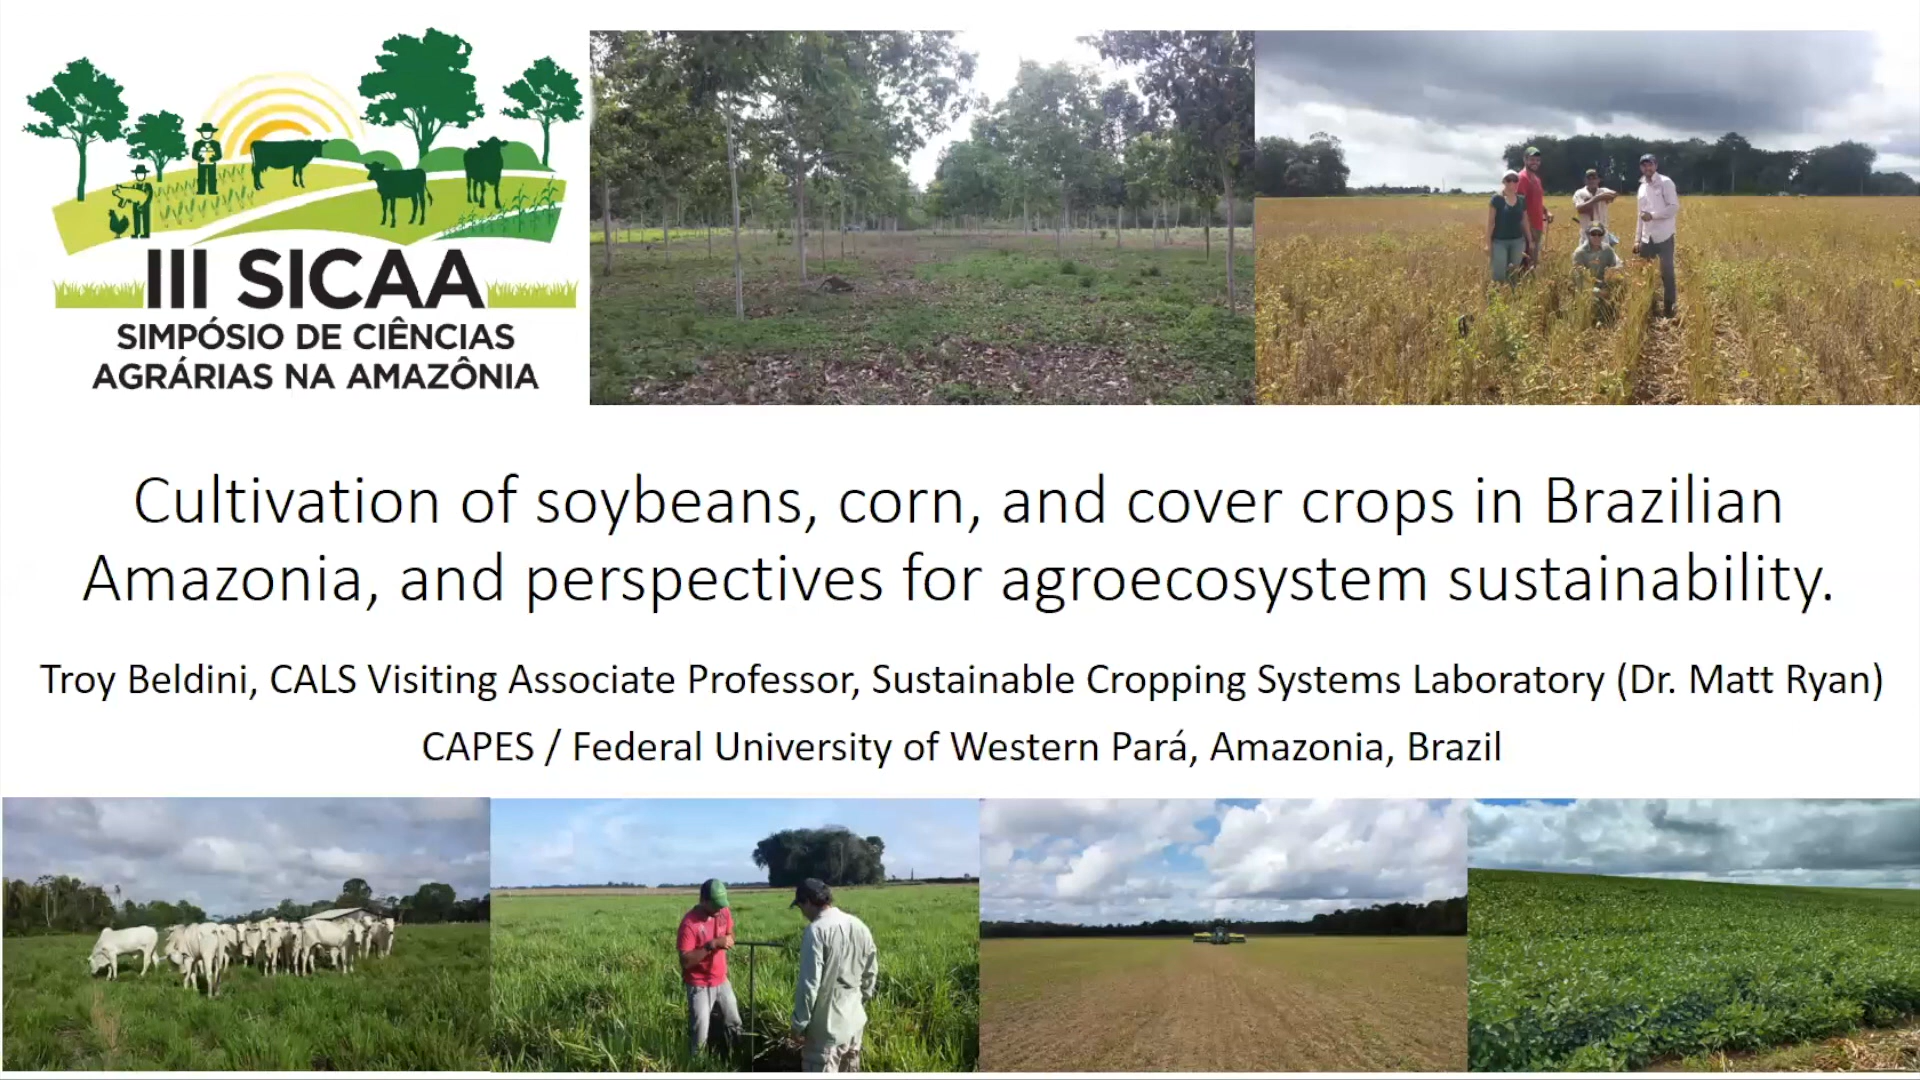 III SICAA
SIMPÓSIO DE CIÊNCIAS
AGRÁRIAS NA AMAZÔNIA
Cultivation of soybeans, corn, and cover crops in Brazilian
Amazonia, and perspectives for agroecosystem sustainability.
Troy Beldini, CALS Visiting Associate Professor, Sustainable Cropping Systems Laboratory (Dr. Matt Ryan)
CAPES / Federal University of Western Pará, Amazonia, Brazil